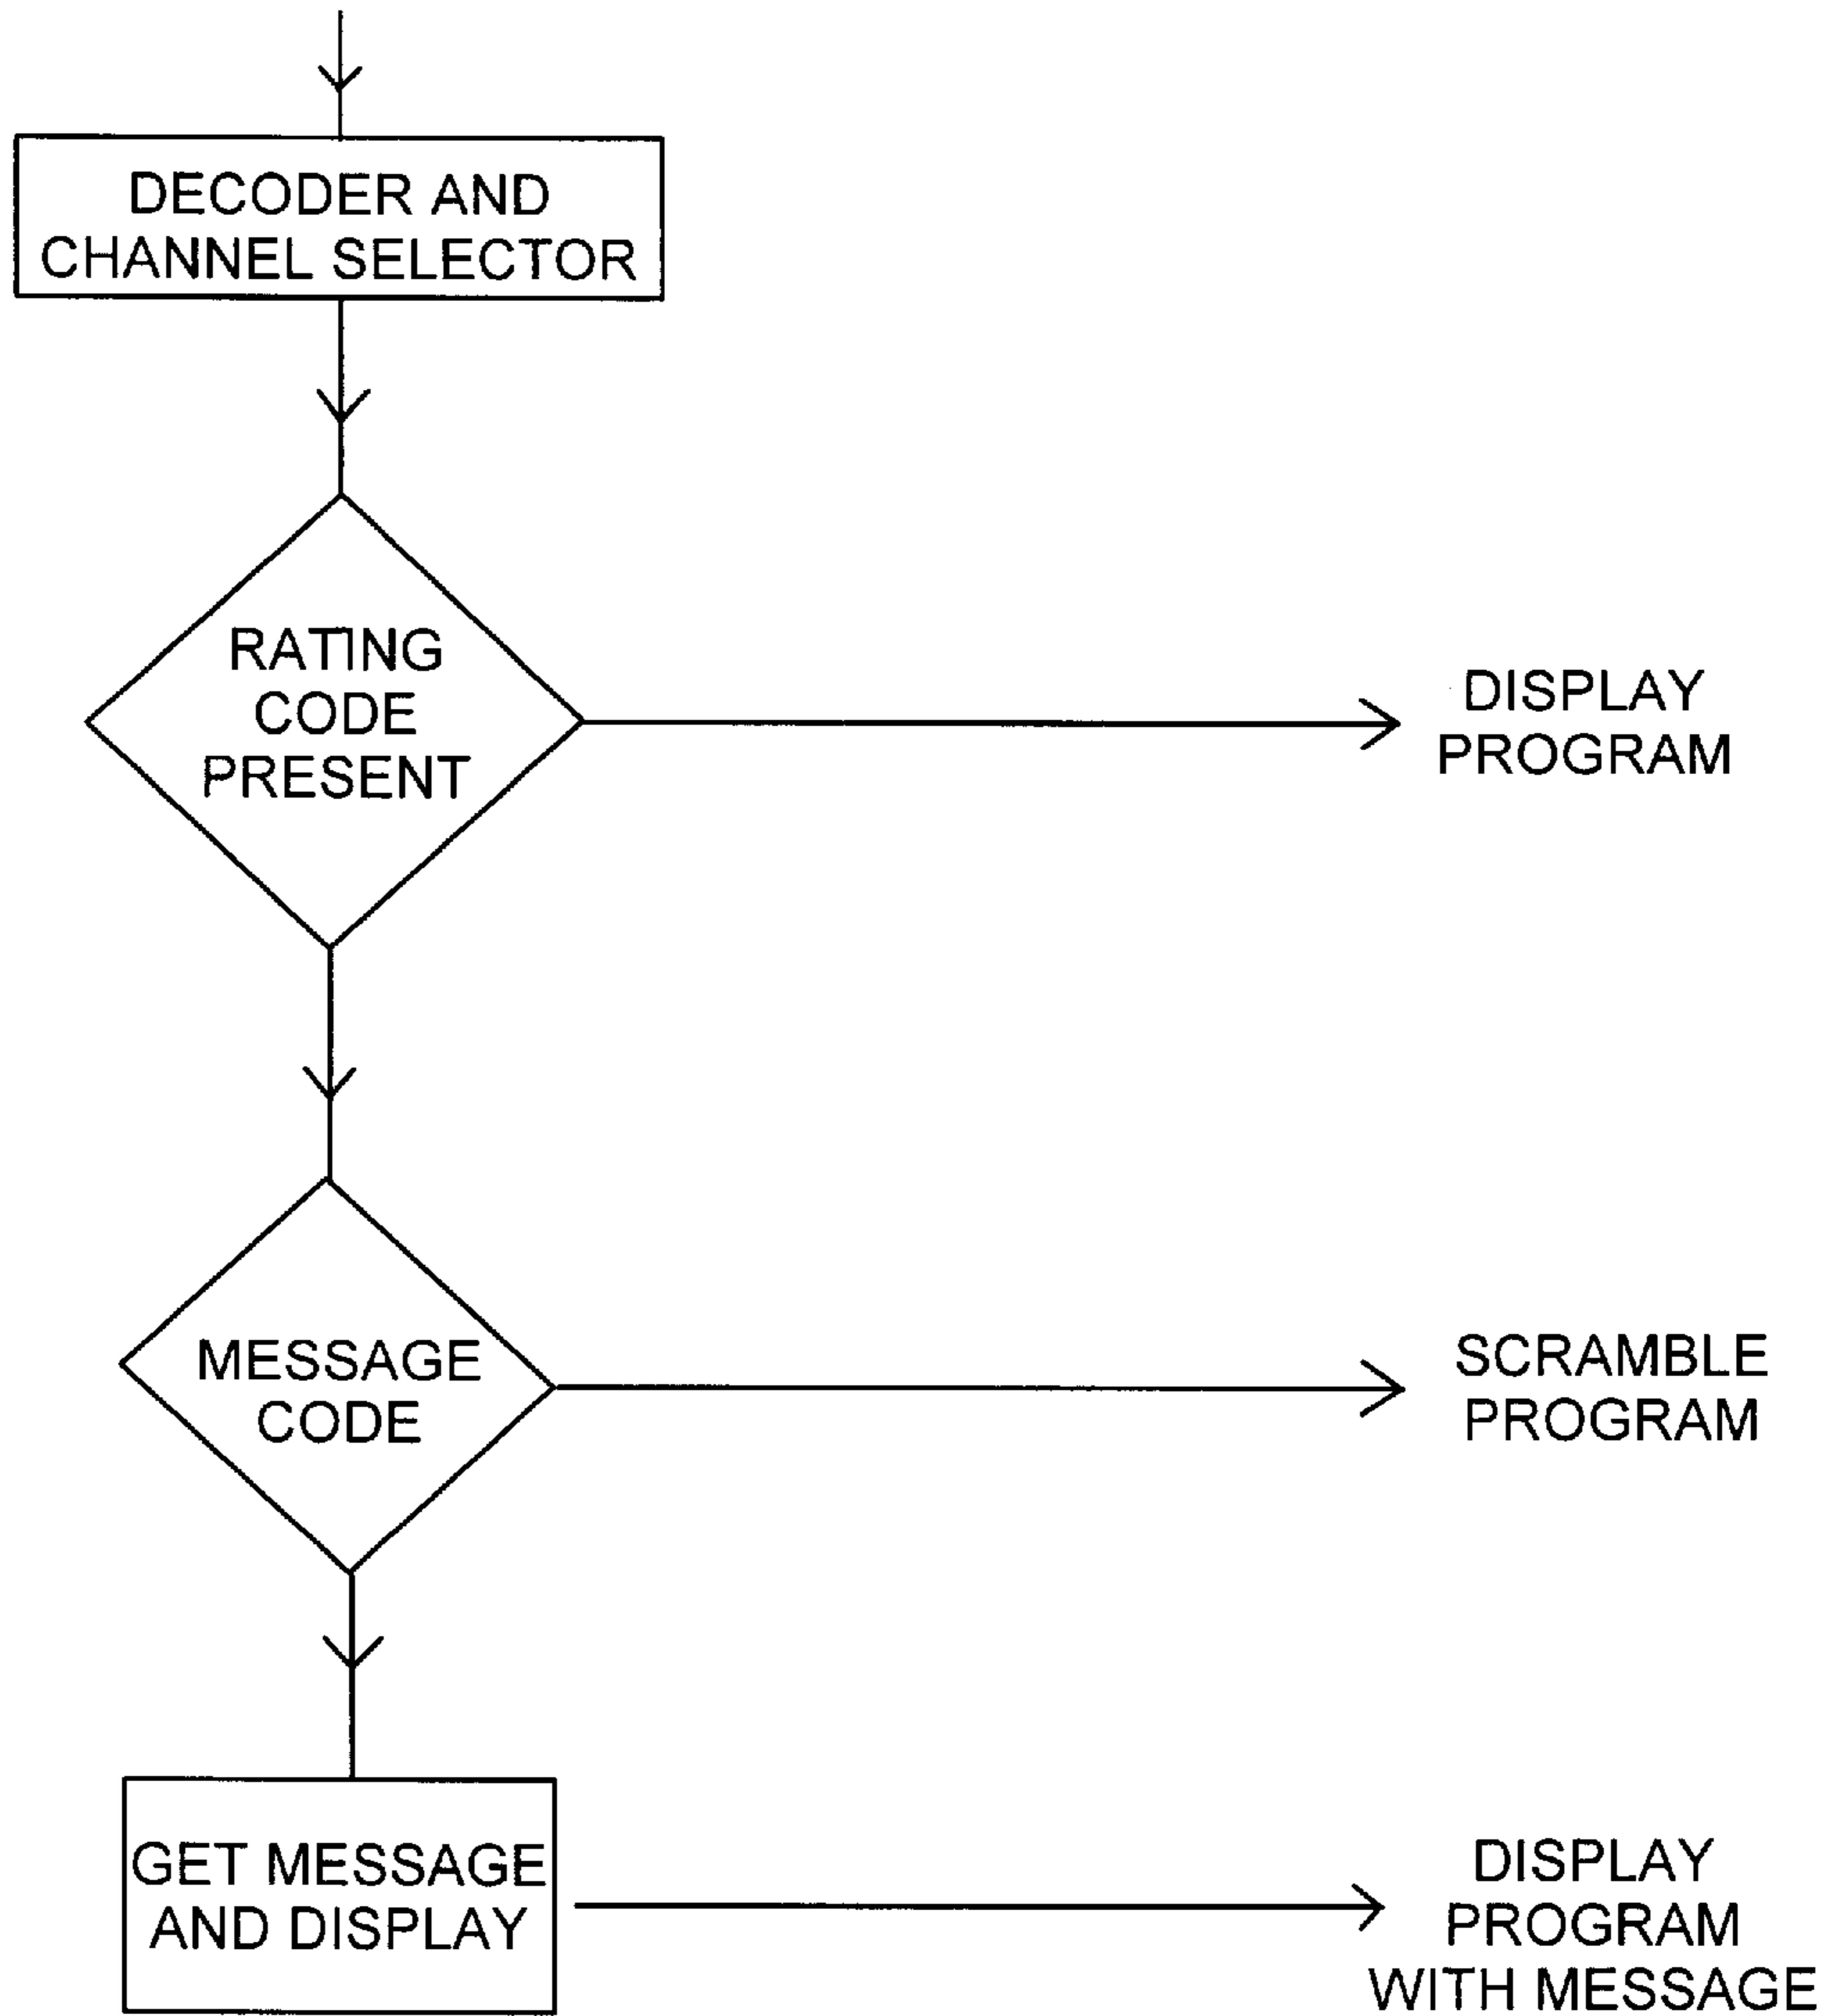 DECODER AND
CHANNEL SELECTOR
RATING
CODE
PRESENT
DISPLAY
PROGRAM
MESSAGE
CODE
SCRAMBLE
PROGRAM
GET MESSAGE
AND DISPLAY
DISPLAY
PROGRAM
WITH MESSAGE